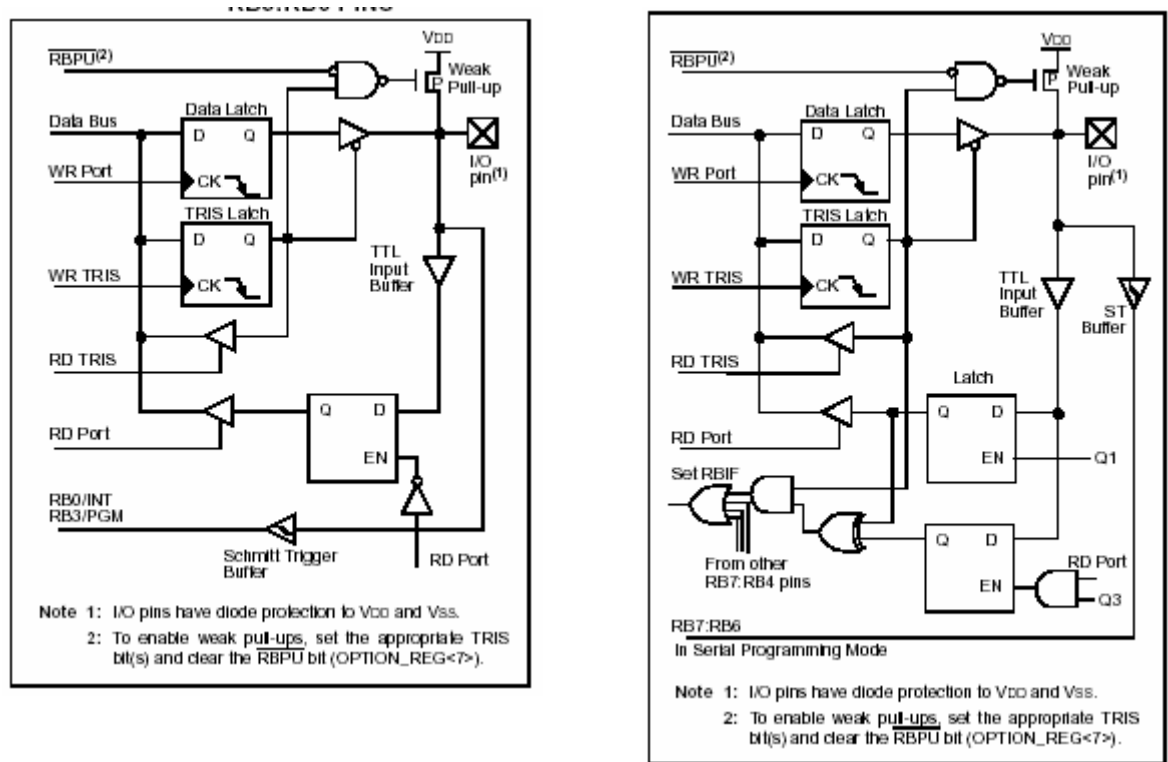 RB3:RB0 PINS
VDD
RBPU(2)
Weak
Pull-up
P
Data Latch
Data Bus
D Q
I/O
pin(1)
WR Port
CK
TRIS Latch
D Q
TTL
Input
Buffer
WR TRIS
CK
RD TRIS
Q D
RD Port
EN
RB0/INT
RB3/PGM
Schmitt Trigger
Buffer
RD Port
Note 1: I/O pins have diode protection to VDD and VSS.
2: To enable weak pull-ups, set the appropriate TRIS
bit(s) and clear the RBPU bit (OPTION_REG<7>).
VDD
RBPU(2)
Weak
Pull-up
P
Data Latch
Data Bus
D Q
I/O
pin(1)
WR Port
CK
TRIS Latch
D Q
WR TRIS
CK
TTL
Input
Buffer
ST
Buffer
RD TRIS
Latch
Q D
RD Port
EN
Q1
Set RBIF
Q D
From other
RB7:RB4 pins
RD Port
EN
Q3
RB7:RB6
In Serial Programming Mode
Note 1: I/O pins have diode protection to VDD and VSS.
2: To enable weak pull-ups, set the appropriate TRIS
bit(s) and clear the RBPU bit (OPTION_REG<7>).